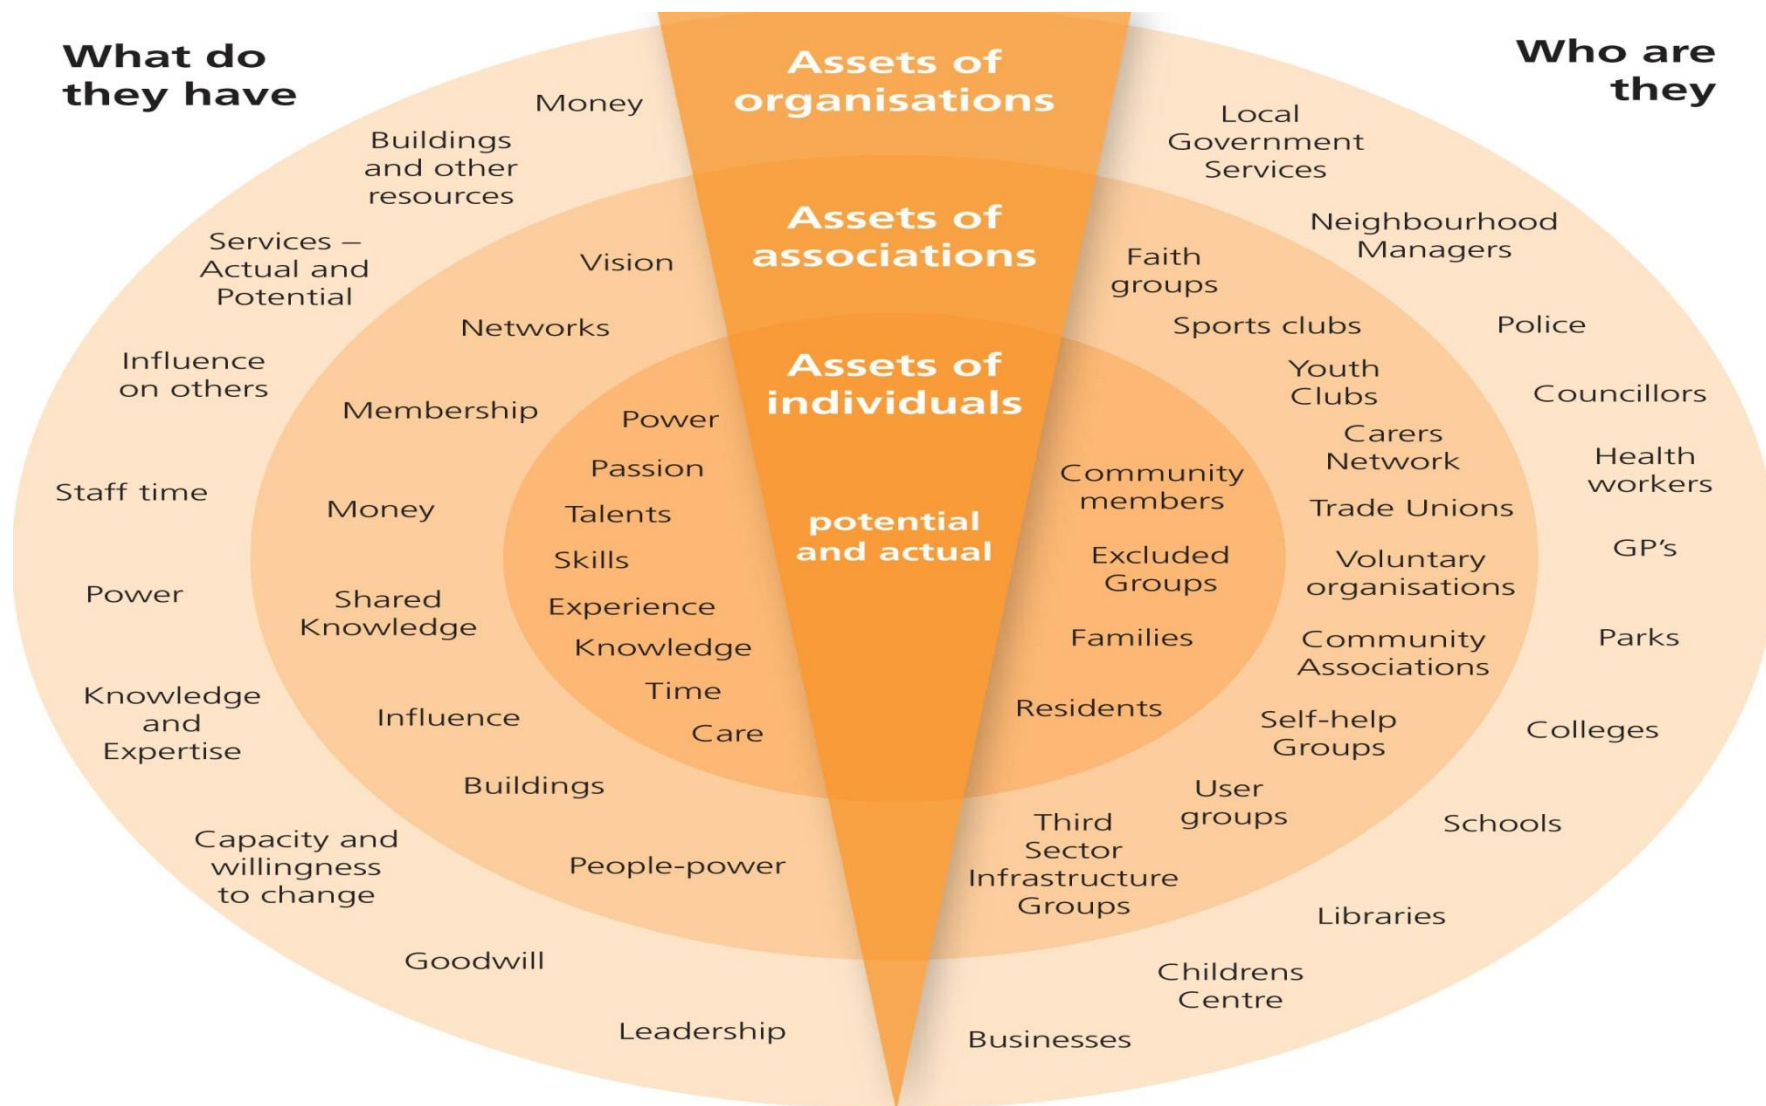 What do
they have
Who are
they
Assets of
organisations
Assets of
associations
Assets of
individuals
potential
and actual
Money
Buildings
and other
resources
Services –
Actual and
Potential
Influence
on others
Staff time
Power
Knowledge
and
Expertise
Capacity and
willingness
to change
Goodwill
Leadership
Vision
Networks
Membership
Money
Shared
Knowledge
Influence
Buildings
People-power
Power
Passion
Talents
Skills
Experience
Knowledge
Time
Care
Community
members
Excluded
Groups
Families
Residents
Faith
groups
Sports clubs
Youth
Clubs
Carers
Network
Trade Unions
Voluntary
organisations
Community
Associations
Self-help
Groups
User
groups
Third
Sector
Infrastructure
Groups
Local
Government
Services
Neighbourhood
Managers
Police
Councillors
Health
workers
GP’s
Parks
Colleges
Schools
Libraries
Childrens
Centre
Businesses